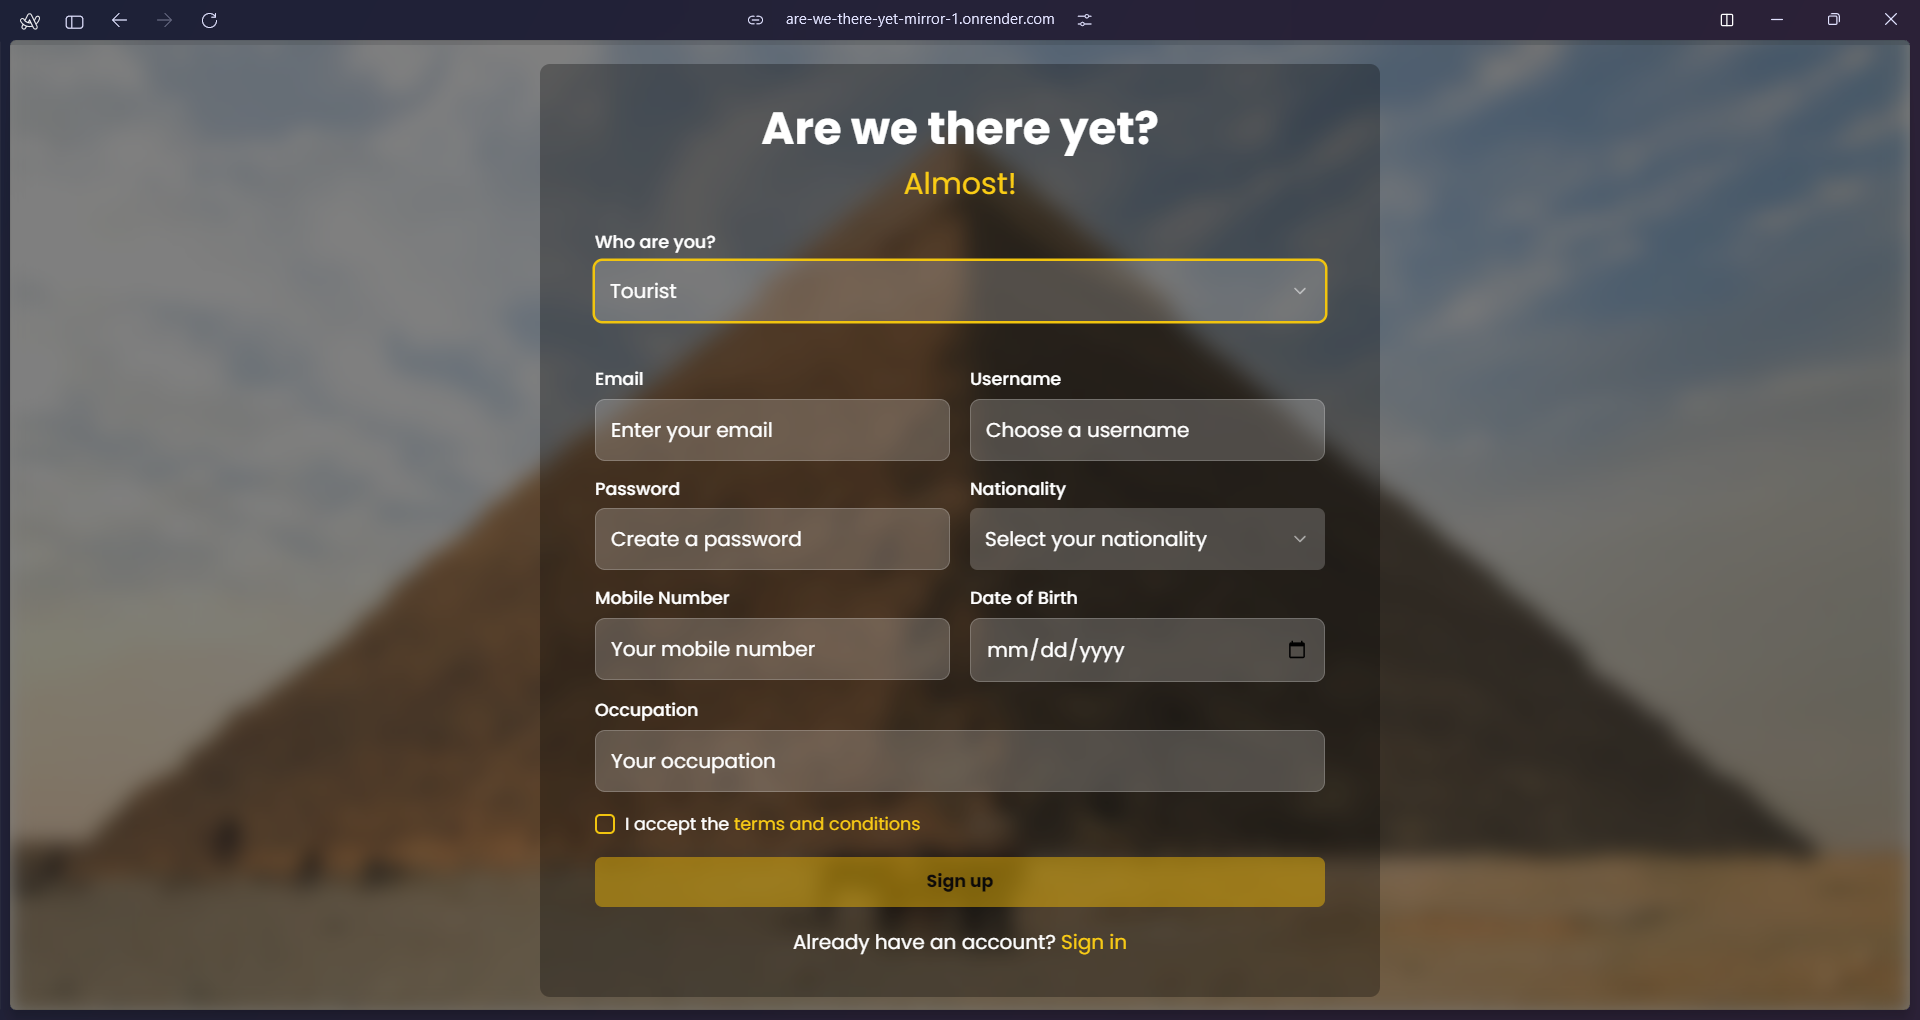 are-we-there-yet-mirror-1.onrender.com
Are we there yet?
Almost!
Who are you?
Tourist
Email
Username
Enter your email
Choose a username
Password
Nationality
Create a password
Select your nationality
Mobile Number
Date of Birth
Your mobile number
mm/dd/yyyy
Occupation
Your occupation
I accept the terms and conditions
Sign up
Already have an account? Sign in